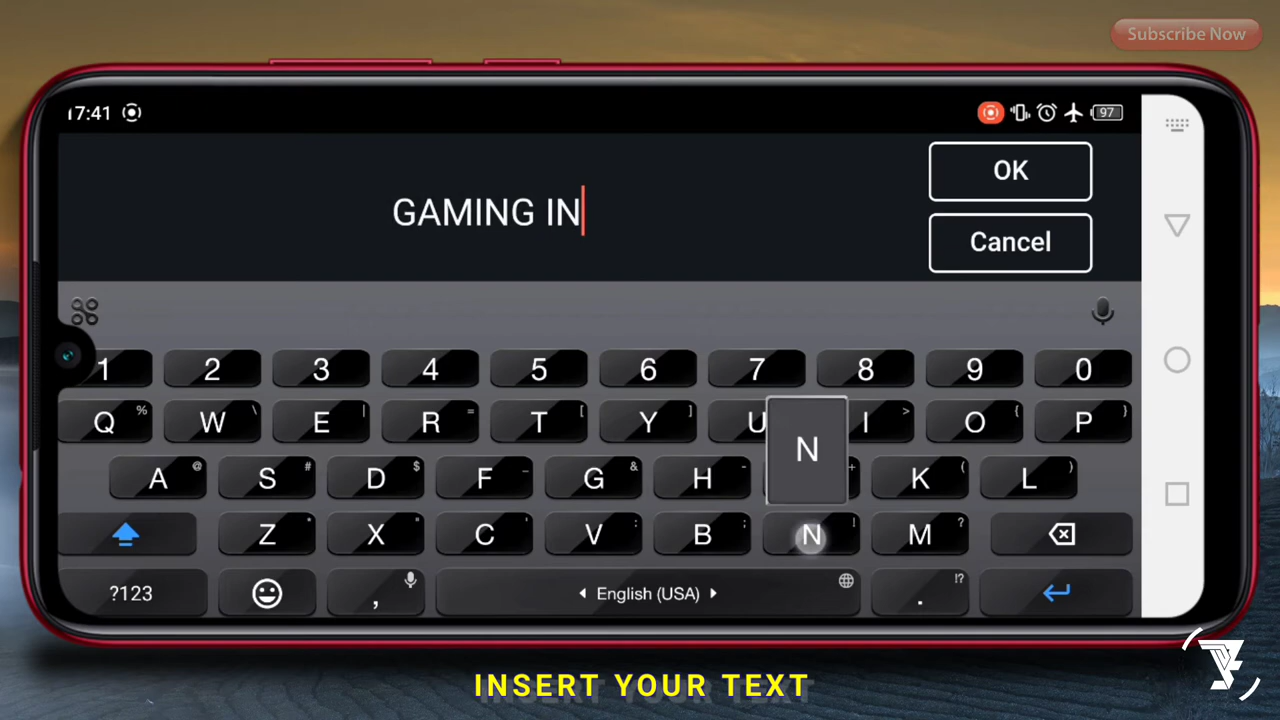 Subscribe Now
17:41
97
OK
GAMING IN
Cancel
1 2 3 4 5 6 7 8 9 0
Q % W \ E | R = T [ Y ] U I > O { P }
N
A @ S # D $ F _ G & H - + K ( L )
Z * X " C ' V : B ; N ! M ?
?123 , English (USA) . !?
INSERT YOUR TEXT